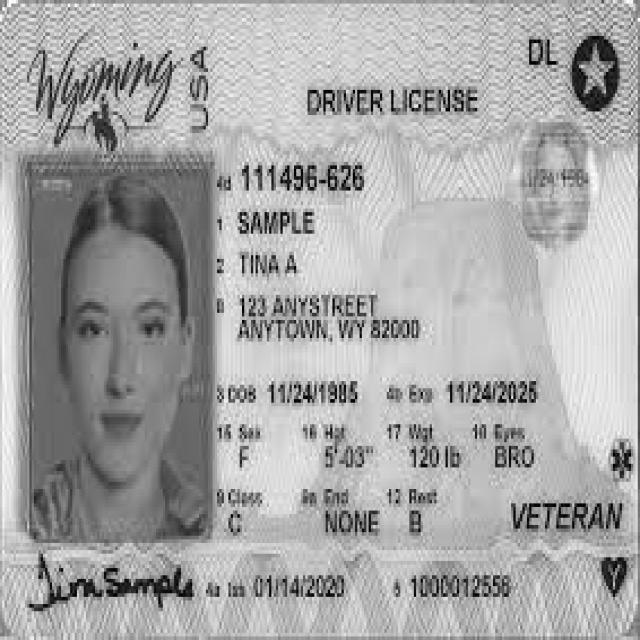 Wyoming USA
DL
DRIVER LICENSE
4d 111496-626
1 SAMPLE
2 TINA A
8 123 ANYSTREET
ANYTOWN, WY 82000
3 DOB 11/24/1985 4b Exp 11/24/2025
15 Sex 16 Hgt 17 Wgt 18 Eyes
F 5'-03" 120 lb BRO
9 Class 9a End 12 Rest
C NONE B
VETERAN
Tina Sample 4a Iss 01/14/2020 5 1000012556